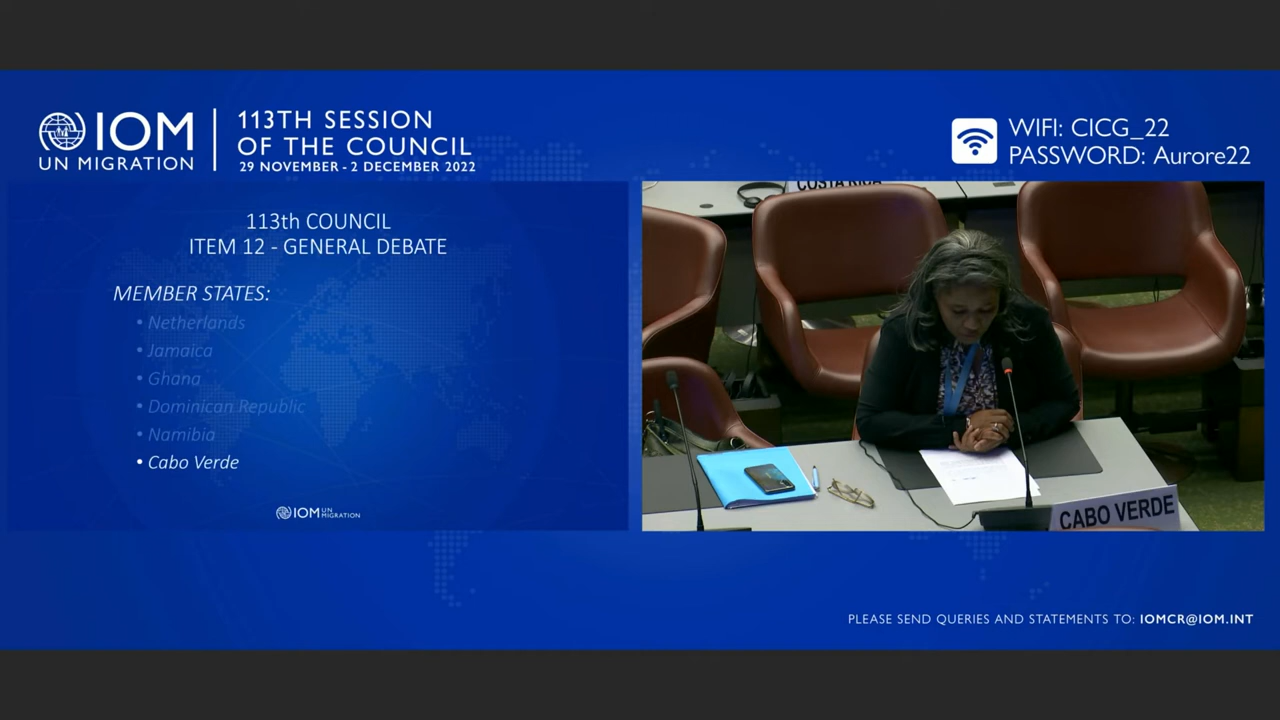 IOM
UN MIGRATION
113TH SESSION
OF THE COUNCIL
29 NOVEMBER - 2 DECEMBER 2022
WIFI: CICG_22
PASSWORD: Aurore22
113th COUNCIL
ITEM 12 - GENERAL DEBATE
MEMBER STATES:
• Netherlands
• Jamaica
• Ghana
• Dominican Republic
• Namibia
• Cabo Verde
IOM UN MIGRATION
COSTA RICA
CABO VERDE
PLEASE SEND QUERIES AND STATEMENTS TO: IOMCR@IOM.INT